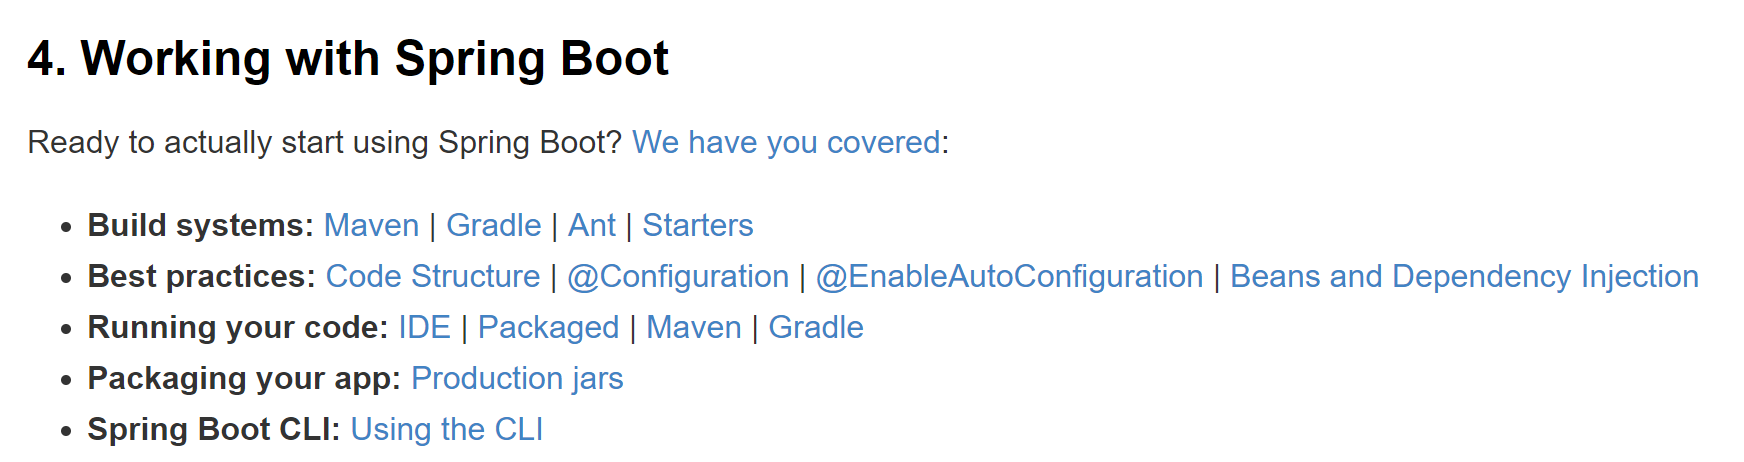 4. Working with Spring Boot
Ready to actually start using Spring Boot? We have you covered:
• Build systems: Maven | Gradle | Ant | Starters
• Best practices: Code Structure | @Configuration | @EnableAutoConfiguration | Beans and Dependency Injection
• Running your code: IDE | Packaged | Maven | Gradle
• Packaging your app: Production jars
• Spring Boot CLI: Using the CLI